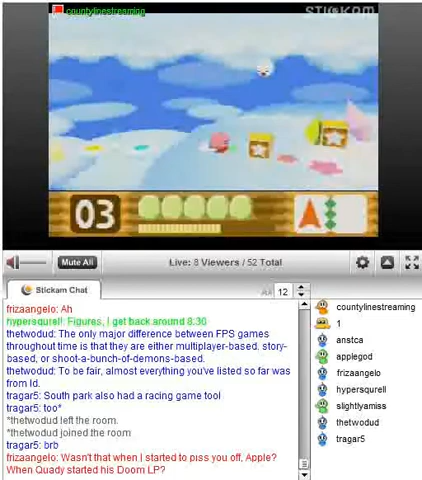 countylinestreaming
STICKAM
03
Mute All
Live: 8 Viewers / 52 Total
Stickam Chat
AA 12
frizaangelo: Ah
hypersqurell: Figures, I get back around 8:30
thetwodud: The only major difference between FPS games
throughout time is that they are either multiplayer-based, story-
based, or shoot-a-bunch-of-demons-based.
thetwodud: To be fair, almost everything you've listed so far was
from Id.
tragar5: South park also had a racing game tool
tragar5: too*
*thetwodud left the room.
*thetwodud joined the room
tragar5: brb
frizaangelo: Wasn't that when I started to piss you off, Apple?
When Quady started his Doom LP?
countylinestreaming
1
anstca
applegod
frizaangelo
hypersqurell
slightlyamiss
thetwodud
tragar5